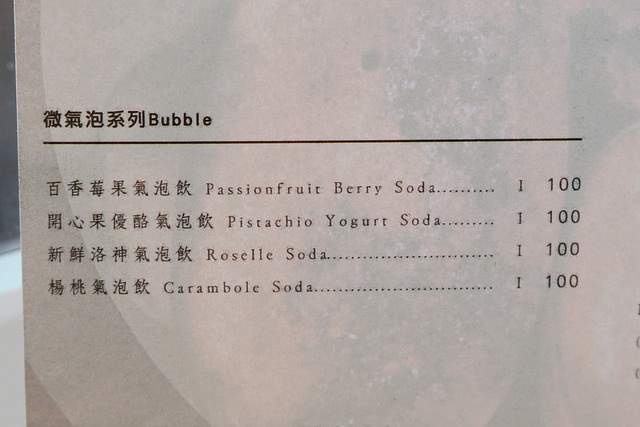 微氣泡系列Bubble
百香莓果氣泡飲 Passionfruit Berry Soda.......... I 100
開心果優酪氣泡飲 Pistachio Yogurt Soda......... I 100
新鮮洛神氣泡飲 Roselle Soda............................ I 100
楊桃氣泡飲 Carambole Soda.............................. I 100